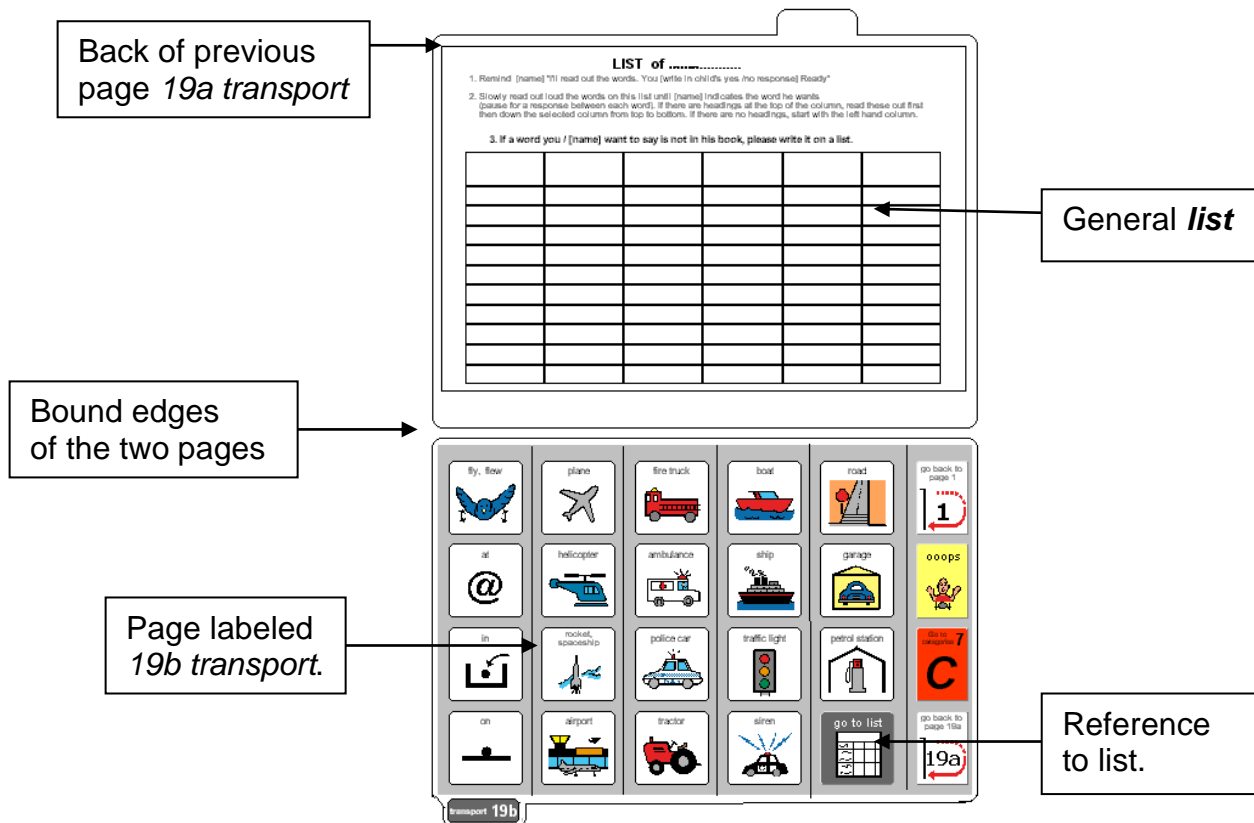 Back of previous
page 19a transport
LIST of ........................
1. Remind [name] "I'll read out the words. You [write in child's yes /no response] Ready"
2. Slowly read out loud the words on this list until [name] indicates the word he wants
(pause for a response between each word). If there are headings at the top of the column, read these out first
then down the selected column from top to bottom. If there are no headings, start with the left hand column.
3. If a word you / [name] want to say is not in his book, please write it on a list.
General list
Bound edges
of the two pages
fly, flew
plane
fire truck
boat
road
go back to
page 1
1
at
@
helicopter
ambulance
ship
garage
ooops
Page labeled
19b transport.
in
rocket,
spaceship
police car
traffic light
petrol station
Go to
categories 7
C
on
airport
tractor
siren
go to list
go back to
page 19a
19a
Reference
to list.
transport 19b